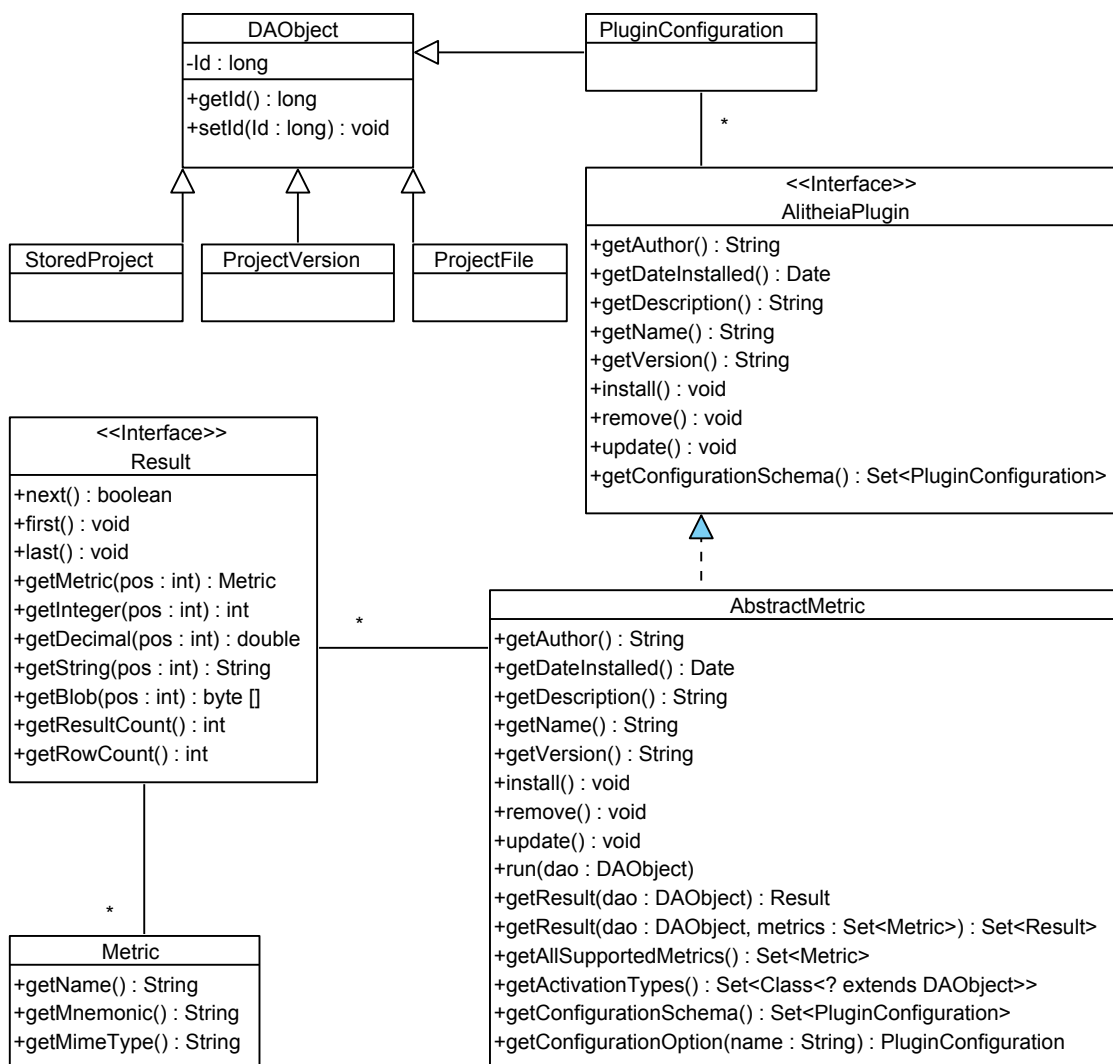 DAObject
-Id : long
+getId() : long
+setId(Id : long) : void
PluginConfiguration
*
StoredProject
ProjectVersion
ProjectFile
<<Interface>>
AlitheiaPlugin
+getAuthor() : String
+getDateInstalled() : Date
+getDescription() : String
+getName() : String
+getVersion() : String
+install() : void
+remove() : void
+update() : void
+getConfigurationSchema() : Set<PluginConfiguration>
<<Interface>>
Result
+next() : boolean
+first() : void
+last() : void
+getMetric(pos : int) : Metric
+getInteger(pos : int) : int
+getDecimal(pos : int) : double
+getString(pos : int) : String
+getBlob(pos : int) : byte []
+getResultCount() : int
+getRowCount() : int
*
AbstractMetric
+getAuthor() : String
+getDateInstalled() : Date
+getDescription() : String
+getName() : String
+getVersion() : String
+install() : void
+remove() : void
+update() : void
+run(dao : DAObject)
+getResult(dao : DAObject) : Result
+getResult(dao : DAObject, metrics : Set<Metric>) : Set<Result>
+getAllSupportedMetrics() : Set<Metric>
+getActivationTypes() : Set<Class<? extends DAObject>>
+getConfigurationSchema() : Set<PluginConfiguration>
+getConfigurationOption(name : String) : PluginConfiguration
*
Metric
+getName() : String
+getMnemonic() : String
+getMimeType() : String